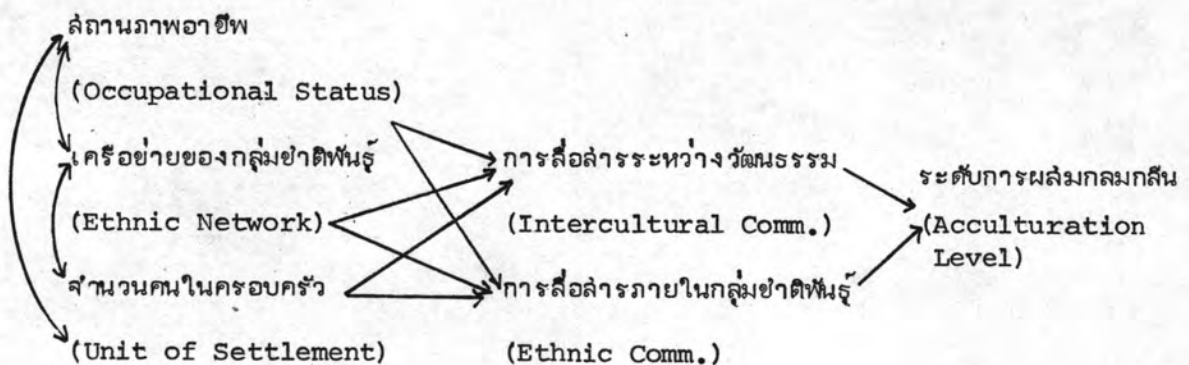 สถานภาพอาชีพ
(Occupational Status)
เครือข่ายของกลุ่มชาติพันธุ์
การสื่อสารระหว่างวัฒนธรรม
ระดับการผสมกลมกลืน
(Ethnic Network)
(Intercultural Comm.)
(Acculturation
Level)
จำนวนคนในครอบครัว
การสื่อสารภายในกลุ่มชาติพันธุ์
(Unit of Settlement)
(Ethnic Comm.)